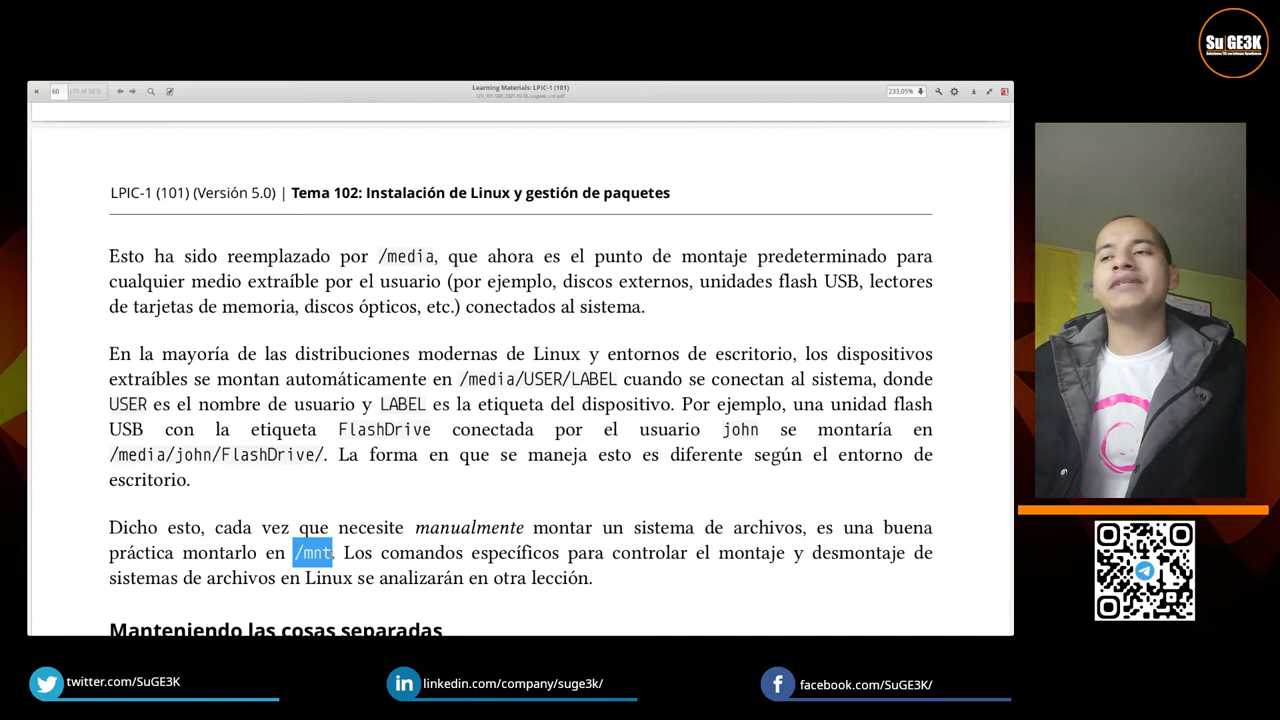 Su GE3K
60
(70 of 583)
Learning Materials: LPIC-1 (101)
233,05%
LPIC-1 (101) (Versión 5.0) | Tema 102: Instalación de Linux y gestión de paquetes
Esto ha sido reemplazado por /media, que ahora es el punto de montaje predeterminado para
cualquier medio extraíble por el usuario (por ejemplo, discos externos, unidades flash USB, lectores
de tarjetas de memoria, discos ópticos, etc.) conectados al sistema.
En la mayoría de las distribuciones modernas de Linux y entornos de escritorio, los dispositivos
extraíbles se montan automáticamente en /media/USER/LABEL cuando se conectan al sistema, donde
USER es el nombre de usuario y LABEL es la etiqueta del dispositivo. Por ejemplo, una unidad flash
USB con la etiqueta FlashDrive conectada por el usuario john se montaría en
/media/john/FlashDrive/. La forma en que se maneja esto es diferente según el entorno de
escritorio.
Dicho esto, cada vez que necesite manualmente montar un sistema de archivos, es una buena
práctica montarlo en /mnt. Los comandos específicos para controlar el montaje y desmontaje de
sistemas de archivos en Linux se analizarán en otra lección.
Manteniendo las cosas separadas
twitter.com/SuGE3K
linkedin.com/company/suge3k/
facebook.com/SuGE3K/